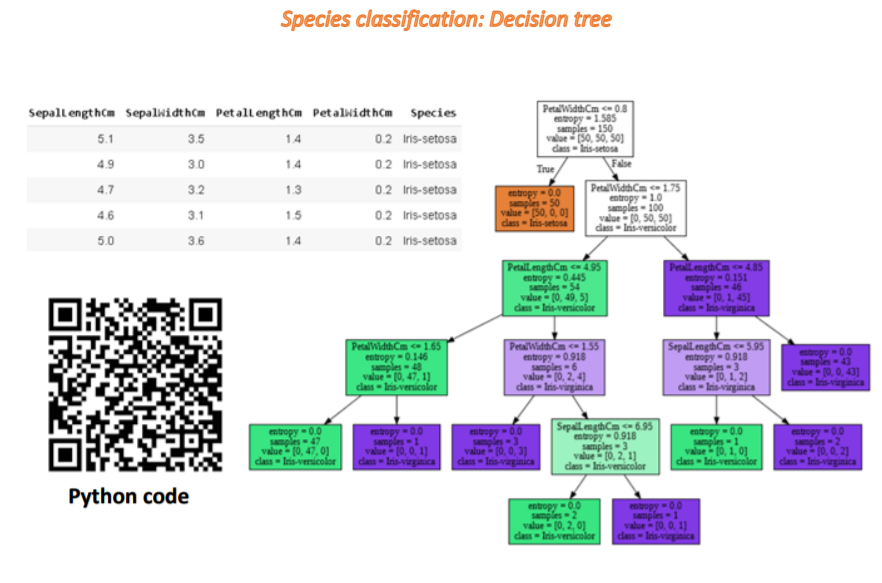 Species classification: Decision tree
SepalLengthCm SepalWidthCm PetalLengthCm PetalWidthCm Species
5.1 3.5 1.4 0.2 Iris-setosa
4.9 3.0 1.4 0.2 Iris-setosa
4.7 3.2 1.3 0.2 Iris-setosa
4.6 3.1 1.5 0.2 Iris-setosa
5.0 3.6 1.4 0.2 Iris-setosa
Python code
PetalWidthCm <= 0.8
entropy = 1.585
samples = 150
value = [50, 50, 50]
class = Iris-setosa
True
False
entropy = 0.0
samples = 50
value = [50, 0, 0]
class = Iris-setosa
PetalWidthCm <= 1.75
entropy = 1.0
samples = 100
value = [0, 50, 50]
class = Iris-versicolor
PetalLengthCm <= 4.95
entropy = 0.445
samples = 54
value = [0, 49, 5]
class = Iris-versicolor
PetalLengthCm <= 4.85
entropy = 0.151
samples = 46
value = [0, 1, 45]
class = Iris-virginica
PetalWidthCm <= 1.65
entropy = 0.146
samples = 48
value = [0, 47, 1]
class = Iris-versicolor
PetalWidthCm <= 1.55
entropy = 0.918
samples = 6
value = [0, 2, 4]
class = Iris-virginica
SepalLengthCm <= 5.95
entropy = 0.918
samples = 3
value = [0, 1, 2]
class = Iris-virginica
entropy = 0.0
samples = 43
value = [0, 0, 43]
class = Iris-virginica
entropy = 0.0
samples = 47
value = [0, 47, 0]
class = Iris-versicolor
entropy = 0.0
samples = 1
value = [0, 0, 1]
class = Iris-virginica
entropy = 0.0
samples = 3
value = [0, 0, 3]
class = Iris-virginica
SepalLengthCm <= 6.95
entropy = 0.918
samples = 3
value = [0, 2, 1]
class = Iris-versicolor
entropy = 0.0
samples = 1
value = [0, 1, 0]
class = Iris-versicolor
entropy = 0.0
samples = 2
value = [0, 0, 2]
class = Iris-virginica
entropy = 0.0
samples = 2
value = [0, 2, 0]
class = Iris-versicolor
entropy = 0.0
samples = 1
value = [0, 0, 1]
class = Iris-virginica